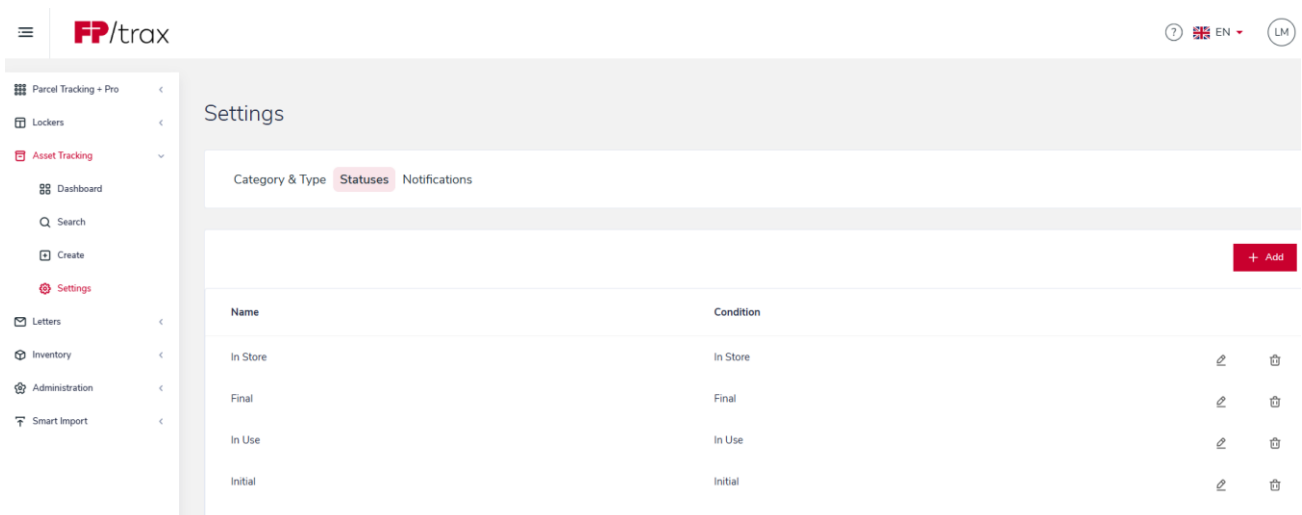 FP/trax
? EN LM
Parcel Tracking + Pro
Lockers
Asset Tracking
Dashboard
Search
Create
Settings
Letters
Inventory
Administration
Smart Import
Settings
Category & Type Statuses Notifications
+ Add
Name Condition
In Store In Store
Final Final
In Use In Use
Initial Initial